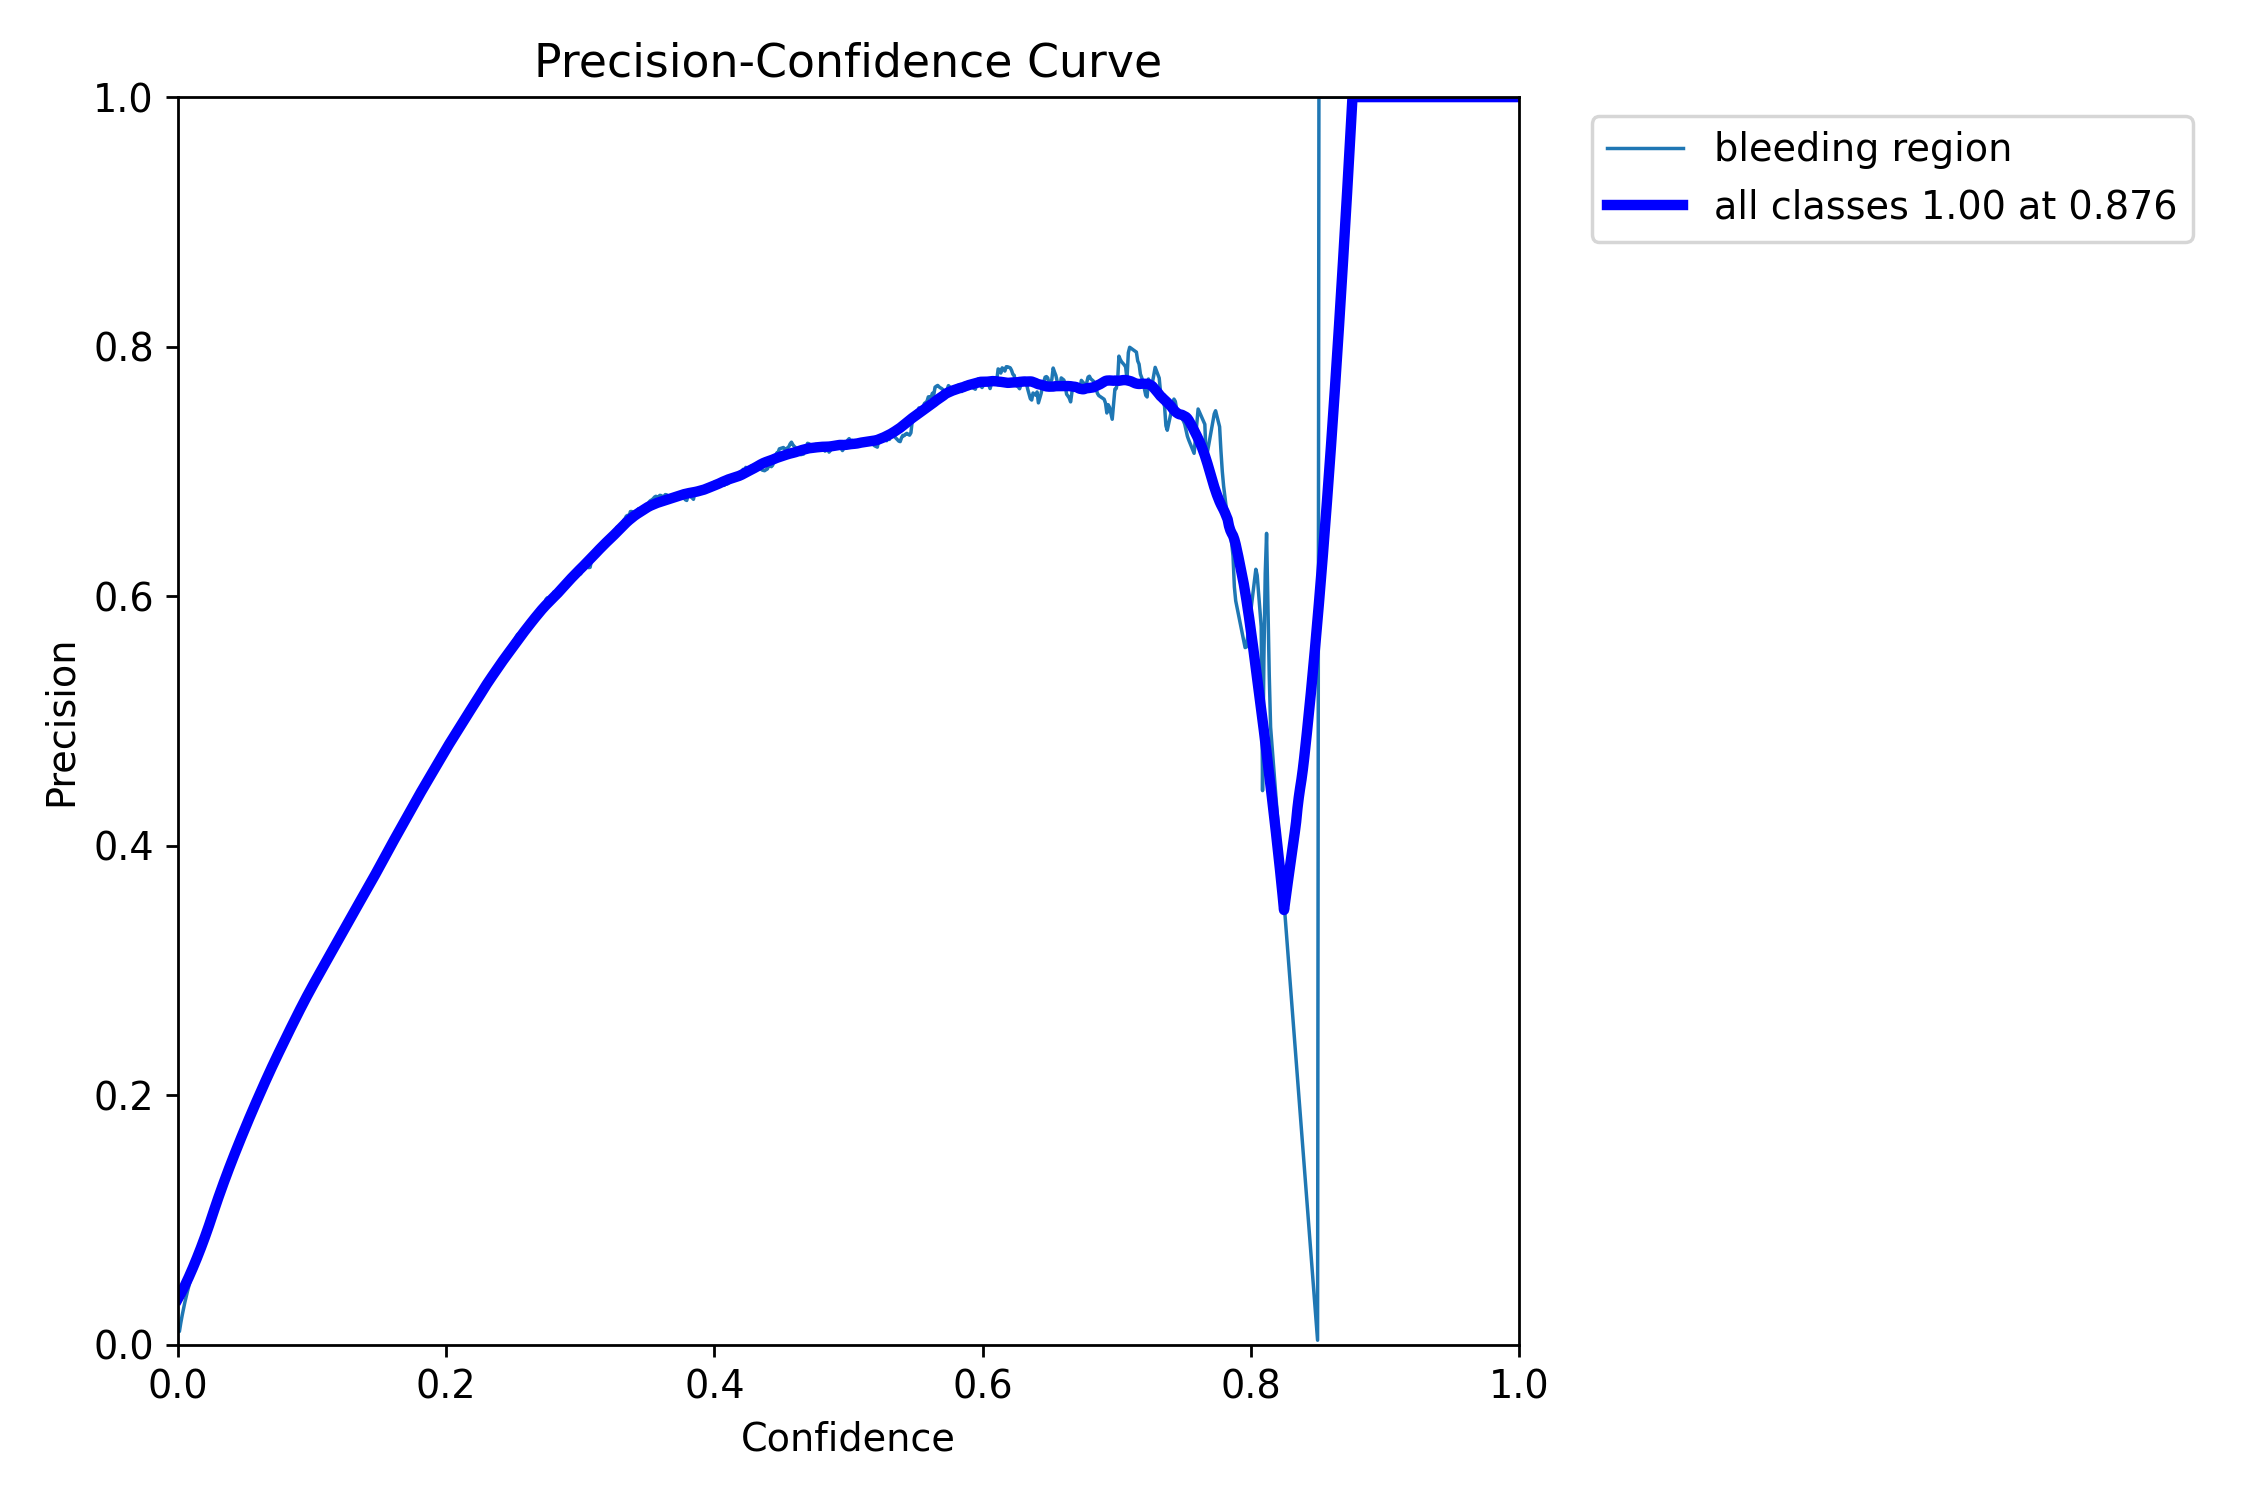 Precision-Confidence Curve
1.0
0.8
0.6
0.4
0.2
0.0
Precision
0.0 0.2 0.4 0.6 0.8 1.0
Confidence
bleeding region
all classes 1.00 at 0.876